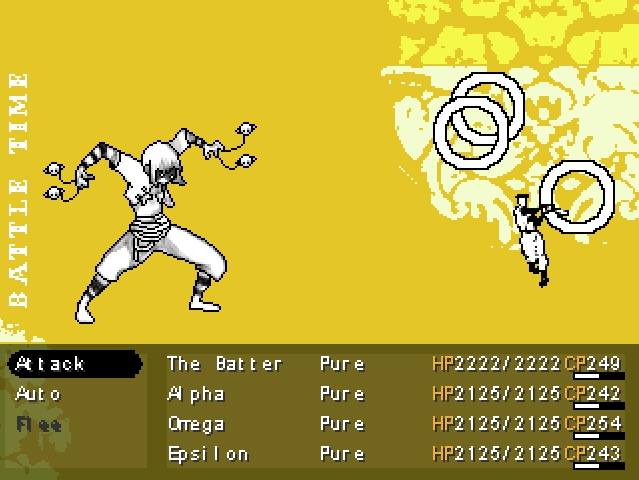 BATTLE TIME
Attack The Batter Pure HP2222/2222 CP249
Auto Alpha Pure HP2125/2125 CP242
Flee Omega Pure HP2125/2125 CP254
Epsilon Pure HP2125/2125 CP243